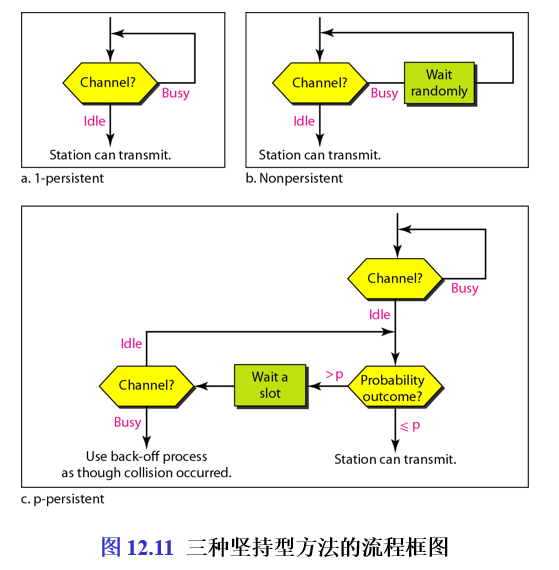 Channel?
Busy
Idle
Station can transmit.
a. 1-persistent
Channel?
Busy
Wait
randomly
Idle
Station can transmit.
b. Nonpersistent
Channel?
Busy
Idle
Idle
Channel?
Wait a
slot
>p
Probability
outcome?
Busy
⩽ p
Use back-off process
as though collision occurred.
Station can transmit.
c. p-persistent
图 12.11 三种坚持型方法的流程框图